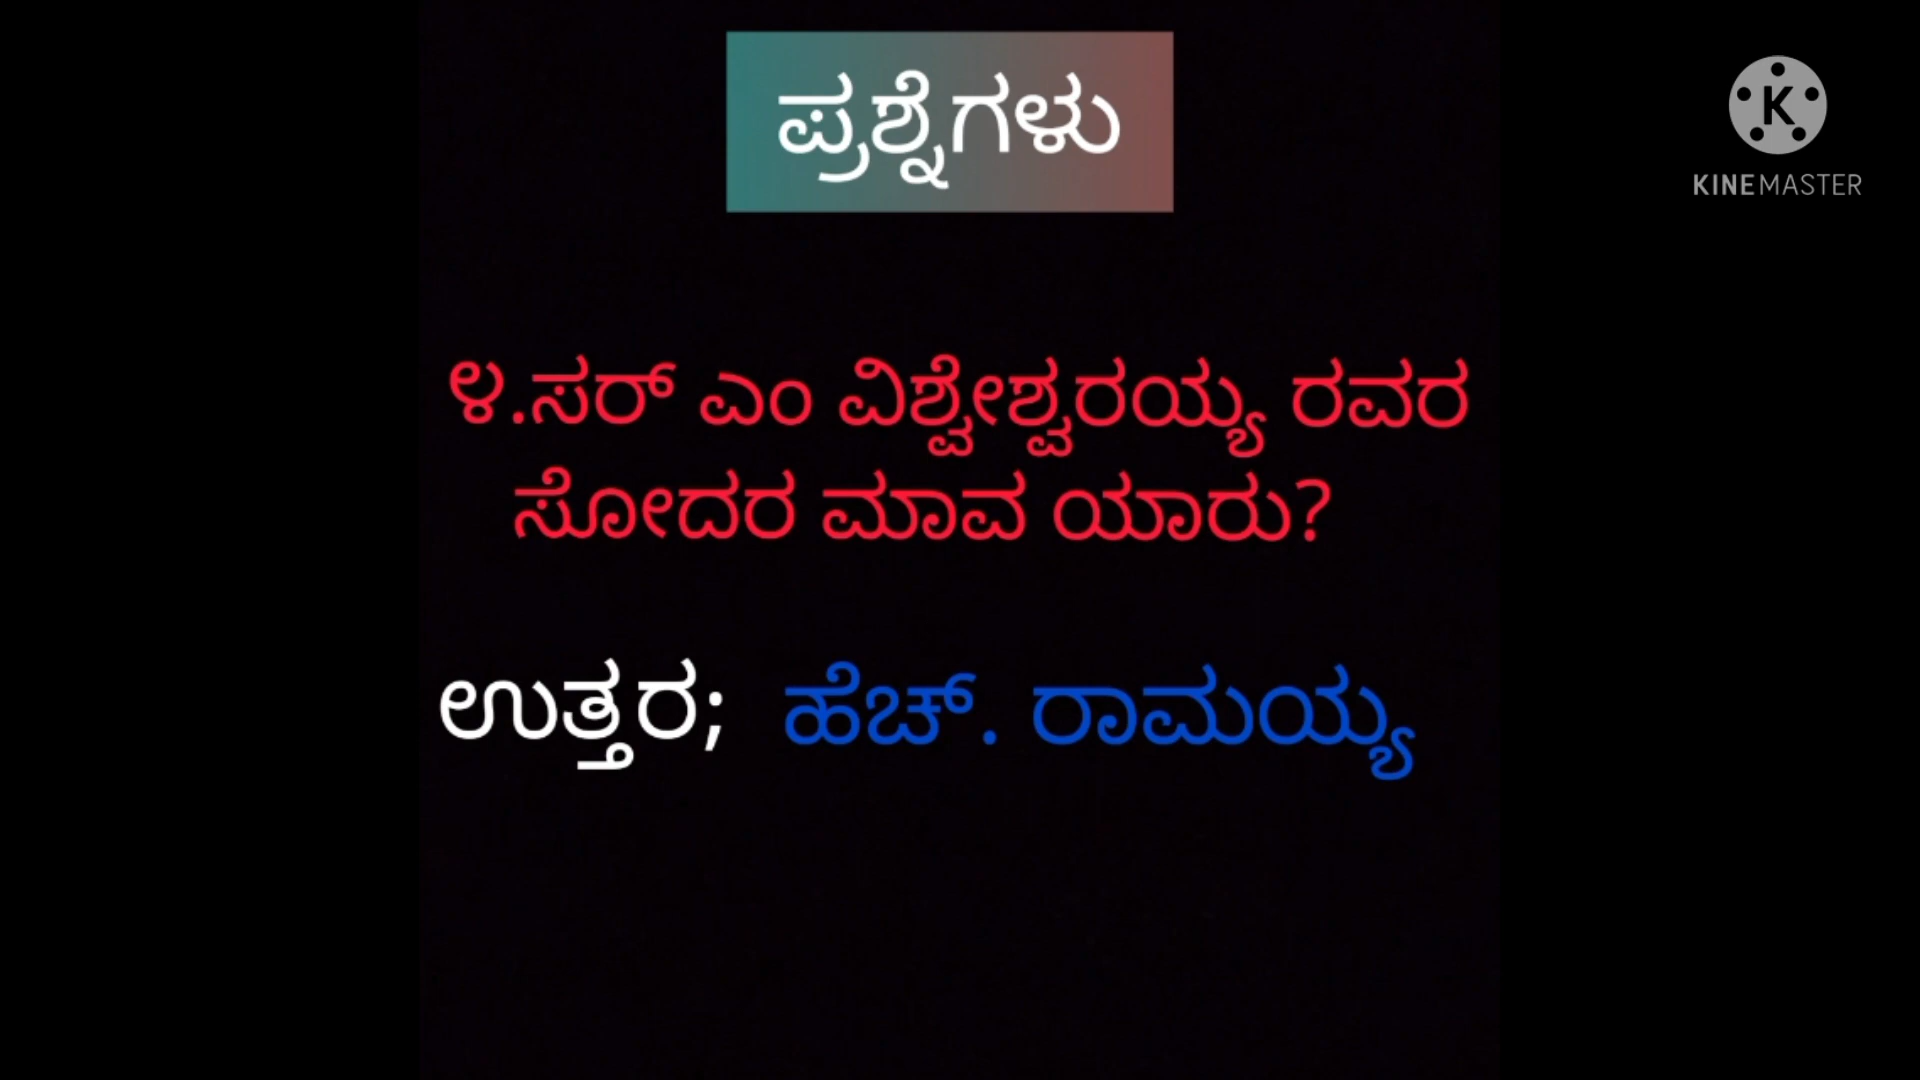 ಪ್ರಶ್ನೆಗಳು
K
KINEMASTER
೪.ಸರ್ ಎಂ ವಿಶ್ವೇಶ್ವರಯ್ಯ ರವರ
ಸೋದರ ಮಾವ ಯಾರು?
ಉತ್ತರ; ಹೆಚ್. ರಾಮಯ್ಯ